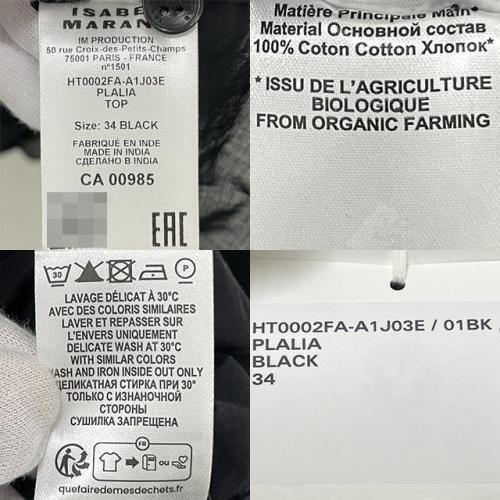 ISABEL
MARANT
IM PRODUCTION
50 rue Croix-des-Petits-Champs
75001 PARIS - FRANCE
n°1501
HT0002FA-A1J03E
PLALIA
TOP
Size: 34 BLACK
FABRIQUÉ EN INDE
MADE IN INDIA
СДЕЛАНО В INDIA
CA 00985
EAC
Matière Principale Main
Material Основной состав
100% Coton Cotton Хлопок*
*ISSU DE L'AGRICULTURE
BIOLOGIQUE
FROM ORGANIC FARMING
30
P
LAVAGE DÉLICAT À 30°C
AVEC DES COLORIS SIMILAIRES
LAVER ET REPASSER SUR
L'ENVERS UNIQUEMENT
DELICATE WASH AT 30°C
WITH SIMILAR COLORS
WASH AND IRON INSIDE OUT ONLY
ДЕЛИКАТНАЯ СТИРКА ПРИ 30°
ТОЛЬКО С ИЗНАНОЧНОЙ
СТОРОНЫ
СУШИЛКА ЗАПРЕЩЕНА
FR
OU
quefairedemesdechets.fr
HT0002FA-A1J03E / 01BK
PLALIA
BLACK
34